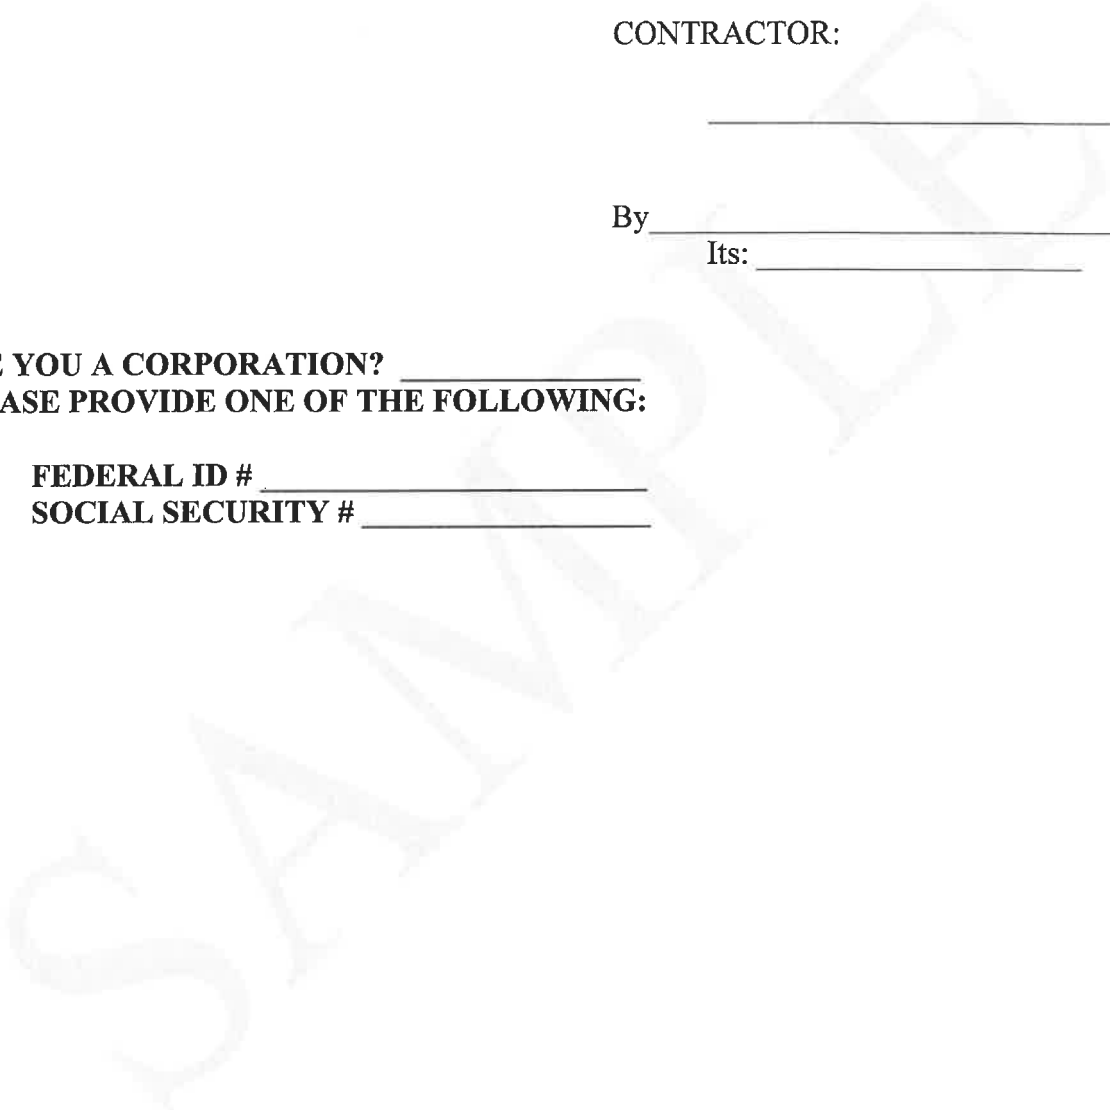 CONTRACTOR:
By
Its:
E YOU A CORPORATION?
ASE PROVIDE ONE OF THE FOLLOWING:
FEDERAL ID #
SOCIAL SECURITY #
SAMPLE